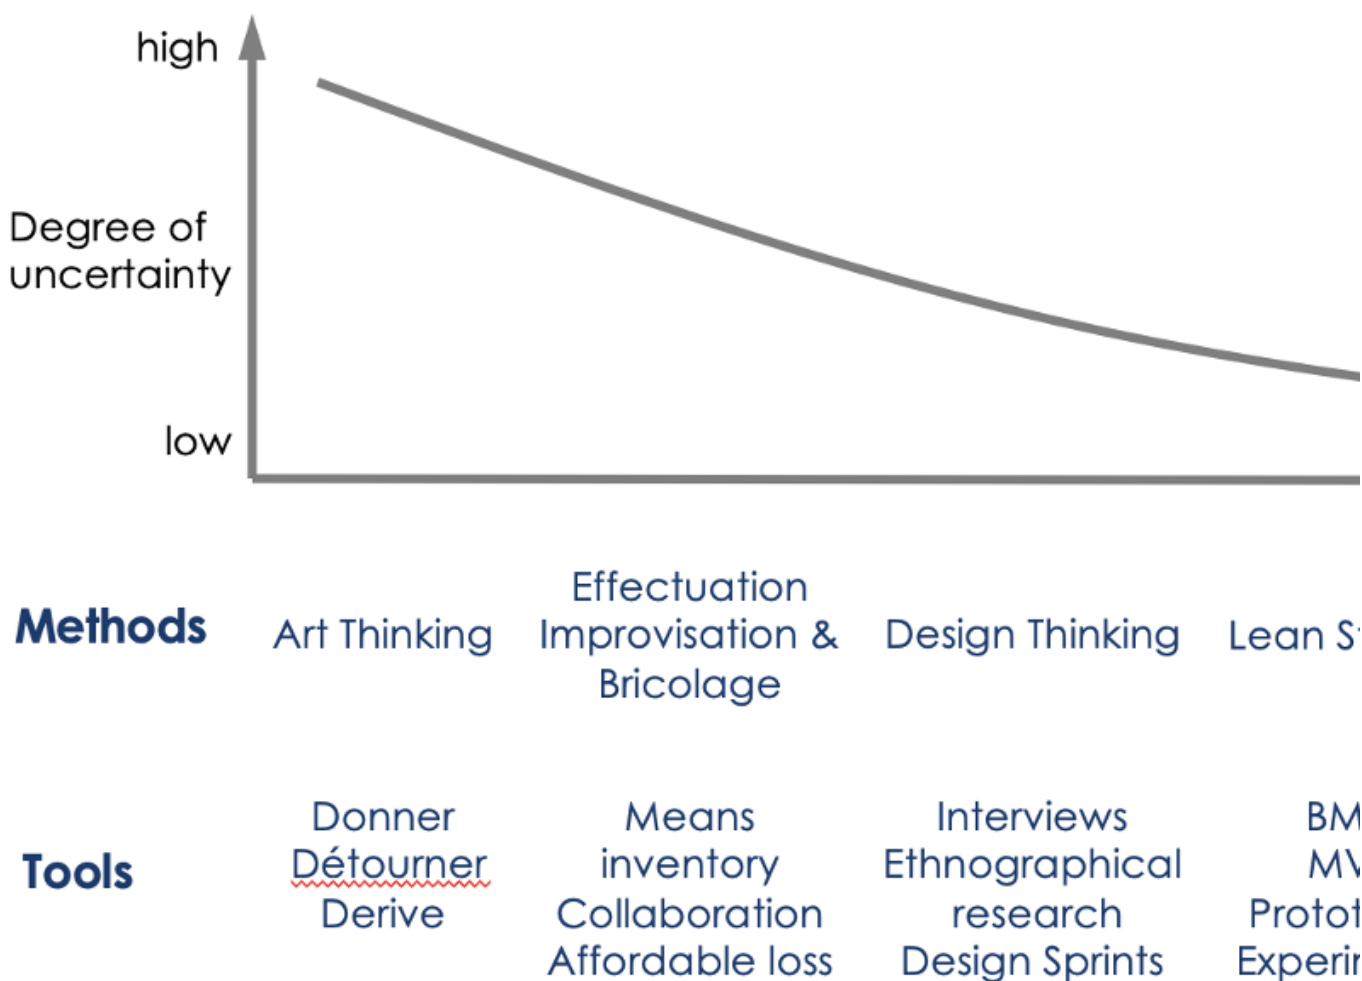 high
Degree of
uncertainty
low
Methods
Art Thinking
Effectuation
Improvisation &
Bricolage
Design Thinking
Lean
Tools
Donner
Détourner
Derive
Means
inventory
Collaboration
Affordable loss
Interviews
Ethnographical
research
Design Sprints